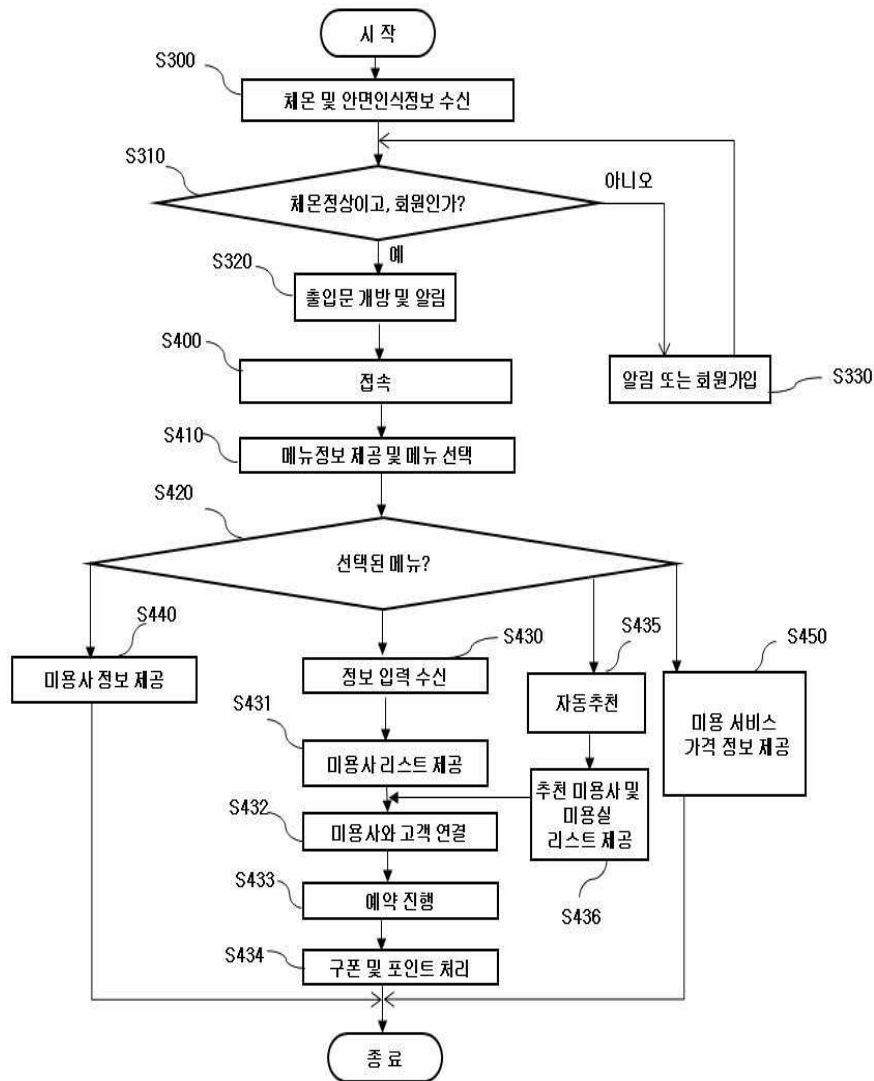 시 작
S300
체온 및 안면인식정보 수신
S310
아니오
체온정상이고, 회원인가?
예
S320
출입문 개방 및 알림
S400
접속
알림 또는 회원가입
S330
S410
메뉴정보 제공 및 메뉴 선택
S420
선택된 메뉴?
S440
S430
S435
S450
미용사 정보 제공
정보 입력 수신
자동추천
미용 서비스
가격 정보 제공
S431
미용사 리스트 제공
추천 미용사 및
미용실
리스트 제공
S432
미용사와 고객 연결
S433
예약 진행
S436
S434
구폰 및 포인트 처리
종 료